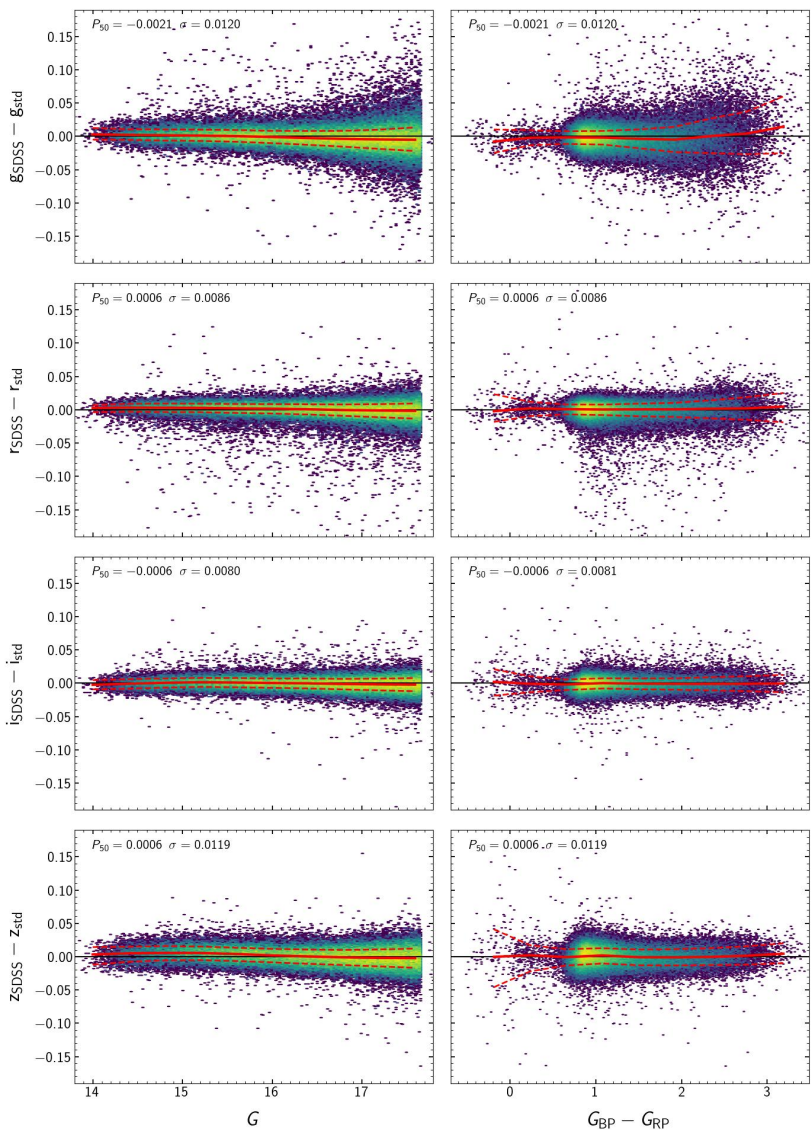 P50 = −0.0021 σ = 0.0120
P50 = −0.0021 σ = 0.0120
0.15
0.10
0.05
0.00
−0.05
−0.10
−0.15
gSDSS − gstd
P50 = 0.0006 σ = 0.0086
P50 = 0.0006 σ = 0.0086
0.15
0.10
0.05
0.00
−0.05
−0.10
−0.15
rSDSS − rstd
P50 = −0.0006 σ = 0.0080
P50 = −0.0006 σ = 0.0081
0.15
0.10
0.05
0.00
−0.05
−0.10
−0.15
iSDSS − istd
P50 = 0.0006 σ = 0.0119
P50 = 0.0006 σ = 0.0119
0.15
0.10
0.05
0.00
−0.05
−0.10
−0.15
zSDSS − zstd
14 15 16 17
0 1 2 3
G
GBP − GRP